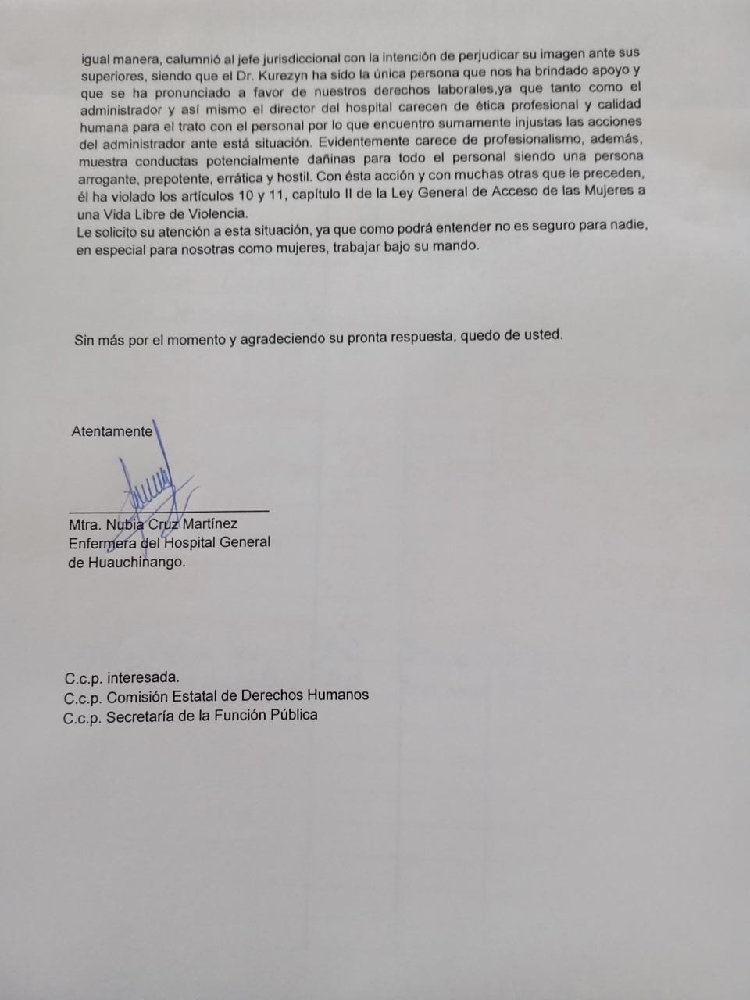 igual manera, calumnió al jefe jurisdiccional con la intención de perjudicar su imagen ante sus
superiores, siendo que el Dr. Kurezyn ha sido la única persona que nos ha brindado apoyo y
que se ha pronunciado a favor de nuestros derechos laborales,ya que tanto como el
administrador y así mismo el director del hospital carecen de ética profesional y calidad
humana para el trato con el personal por lo que encuentro sumamente injustas las acciones
del administrador ante está situación. Evidentemente carece de profesionalismo, además,
muestra conductas potencialmente dañinas para todo el personal siendo una persona
arrogante, prepotente, errática y hostil. Con ésta acción y con muchas otras que le preceden,
él ha violado los artículos 10 y 11, capítulo II de la Ley General de Acceso de las Mujeres a
una Vida Libre de Violencia.
Le solicito su atención a esta situación, ya que como podrá entender no es seguro para nadie,
en especial para nosotras como mujeres, trabajar bajo su mando.
Sin más por el momento y agradeciendo su pronta respuesta, quedo de usted.
Atentamente
Mtra. Nubia Cruz Martínez
Enfermera del Hospital General
de Huauchinango.
C.c.p. interesada.
C.c.p. Comisión Estatal de Derechos Humanos
C.c.p. Secretaría de la Función Pública